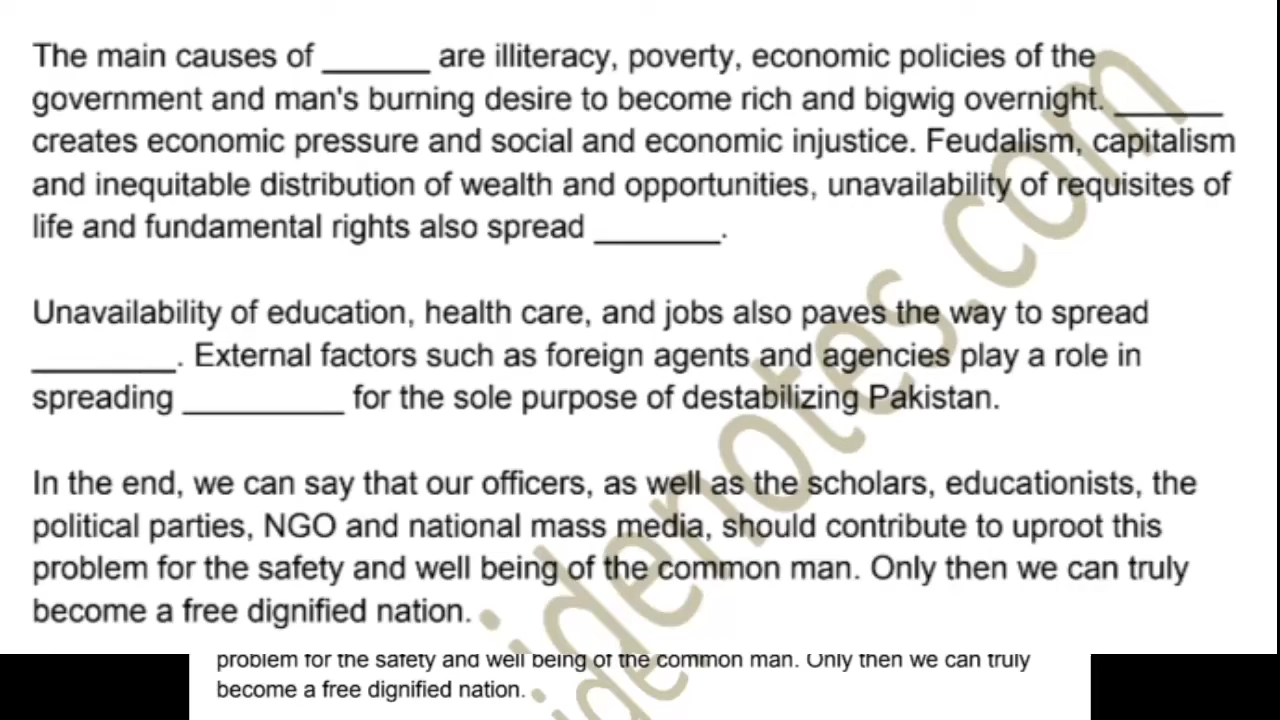 The main causes of ______ are illiteracy, poverty, economic policies of the
government and man's burning desire to become rich and bigwig overnight. ______
creates economic pressure and social and economic injustice. Feudalism, capitalism
and inequitable distribution of wealth and opportunities, unavailability of requisites of
life and fundamental rights also spread _______.
Unavailability of education, health care, and jobs also paves the way to spread
________. External factors such as foreign agents and agencies play a role in
spreading _________ for the sole purpose of destabilizing Pakistan.
In the end, we can say that our officers, as well as the scholars, educationists, the
political parties, NGO and national mass media, should contribute to uproot this
problem for the safety and well being of the common man. Only then we can truly
become a free dignified nation.
problem for the safety and well being of the common man. Only then we can truly
become a free dignified nation.
idenotes.com